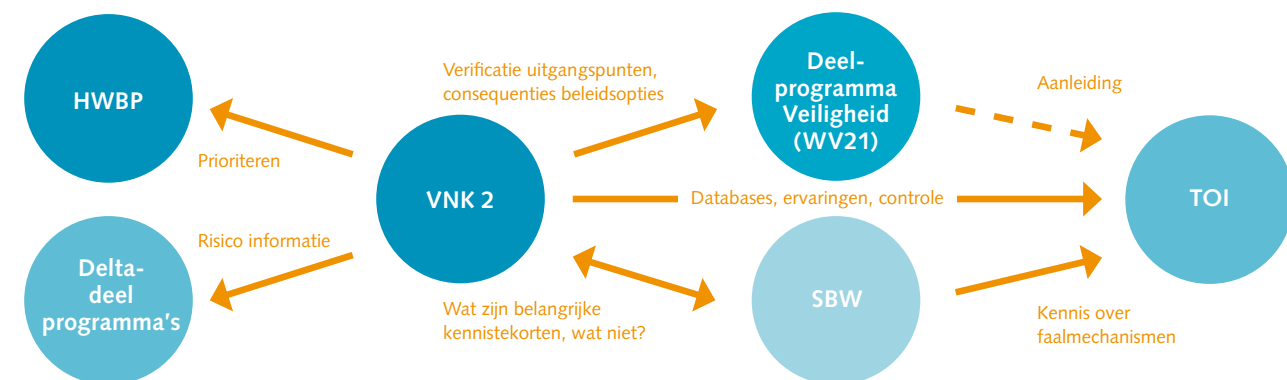 HWBP
Prioriteren
Delta-
deel
programma's
Risico informatie
VNK 2
Verificatie uitgangspunten,
consequenties beleidsopties
Deel-
programma
Veiligheid
(WV21)
Aanleiding
Databases, ervaringen, controle
TOI
Wat zijn belangrijke
kennistekorten, wat niet?
SBW
Kennis over
faalmechanismen